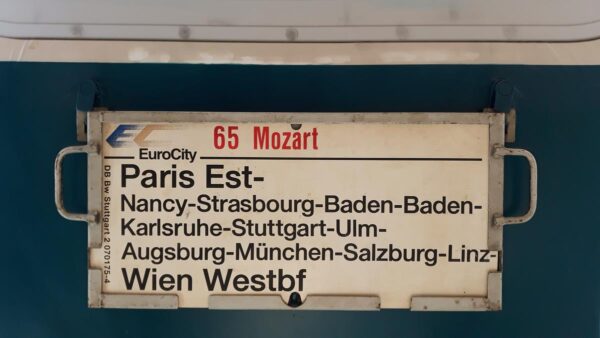 EC 65 Mozart
EuroCity
Paris Est-
Nancy-Strasbourg-Baden-Baden-
Karlsruhe-Stuttgart-Ulm-
Augsburg-München-Salzburg-Linz-
Wien Westbf
DB Bw Stuttgart 2 070175-4